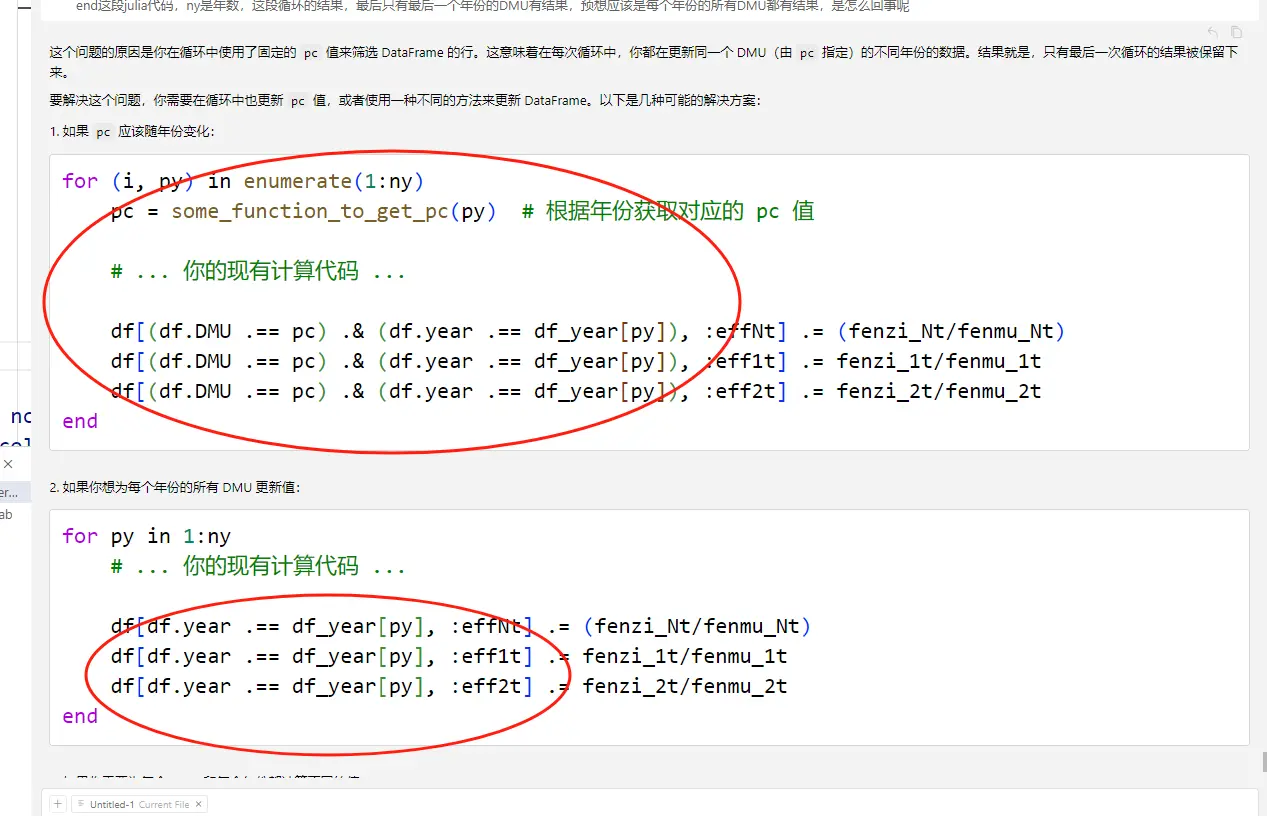 end这段julia代码，ny是年数，这段循环的结果，最后只有最后一个年份的DMU有结果，预想应该是每个年份的所有DMU都有结果，是怎么回事呢
这个问题的原因是你在循环中使用了固定的 pc 值来筛选 DataFrame 的行。这意味着在每次循环中，你都在更新同一个 DMU（由 pc 指定）的不同年份的数据。结果就是，只有最后一次循环的结果被保留下
来。
要解决这个问题，你需要在循环中也更新 pc 值，或者使用一种不同的方法来更新 DataFrame。以下是几种可能的解决方案：
1. 如果 pc 应该随年份变化：
for (i, py) in enumerate(1:ny)
pc = some_function_to_get_pc(py)  # 根据年份获取对应的 pc 值
# ... 你的现有计算代码 ...
df[(df.DMU .== pc) .& (df.year .== df_year[py]), :effNt] .= (fenzi_Nt/fenmu_Nt)
df[(df.DMU .== pc) .& (df.year .== df_year[py]), :eff1t] .= fenzi_1t/fenmu_1t
df[(df.DMU .== pc) .& (df.year .== df_year[py]), :eff2t] .= fenzi_2t/fenmu_2t
end
nc
×
er...
ab
2. 如果你想为每个年份的所有 DMU 更新值：
for py in 1:ny
# ... 你的现有计算代码 ...
df[df.year .== df_year[py], :effNt] .= (fenzi_Nt/fenmu_Nt)
df[df.year .== df_year[py], :eff1t] .= fenzi_1t/fenmu_1t
df[df.year .== df_year[py], :eff2t] .= fenzi_2t/fenmu_2t
end
+ Untitled-1 Current File ×